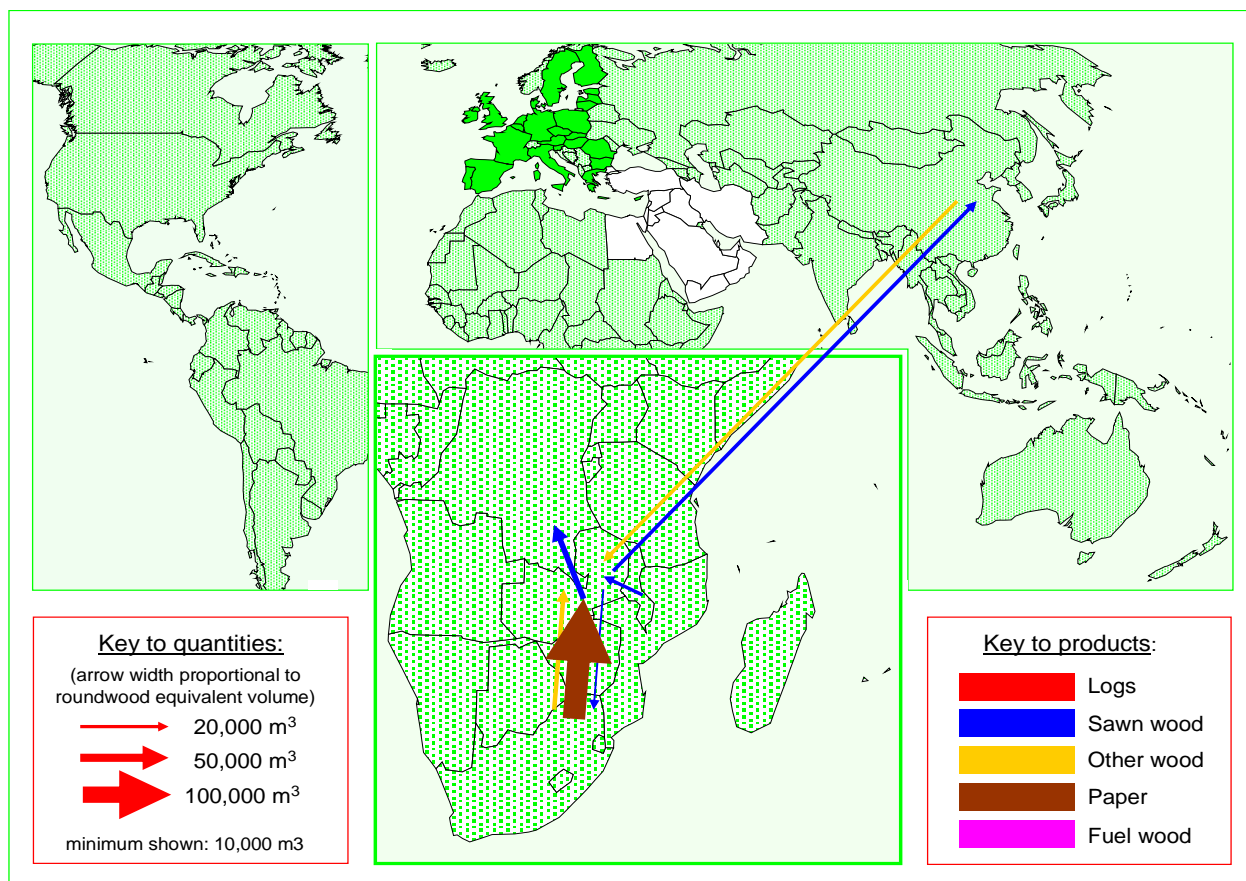 Key to quantities:
(arrow width proportional to
roundwood equivalent volume)
20,000 m³
50,000 m³
100,000 m³
minimum shown: 10,000 m3
Key to products:
Logs
Sawn wood
Other wood
Paper
Fuel wood